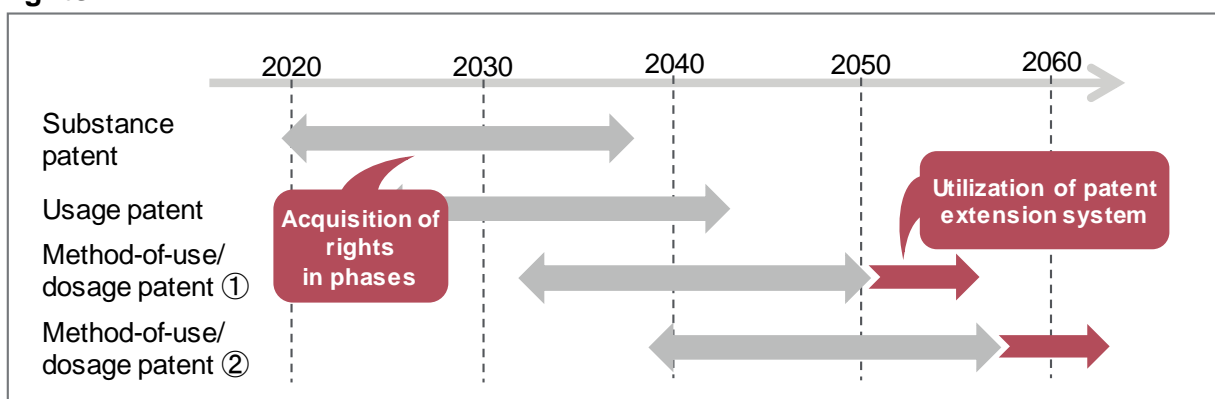 2020 2030 2040 2050 2060
Substance
patent
Usage patent
Acquisition of
rights
in phases
Utilization of patent
extension system
Method-of-use/
dosage patent ①
Method-of-use/
dosage patent ②